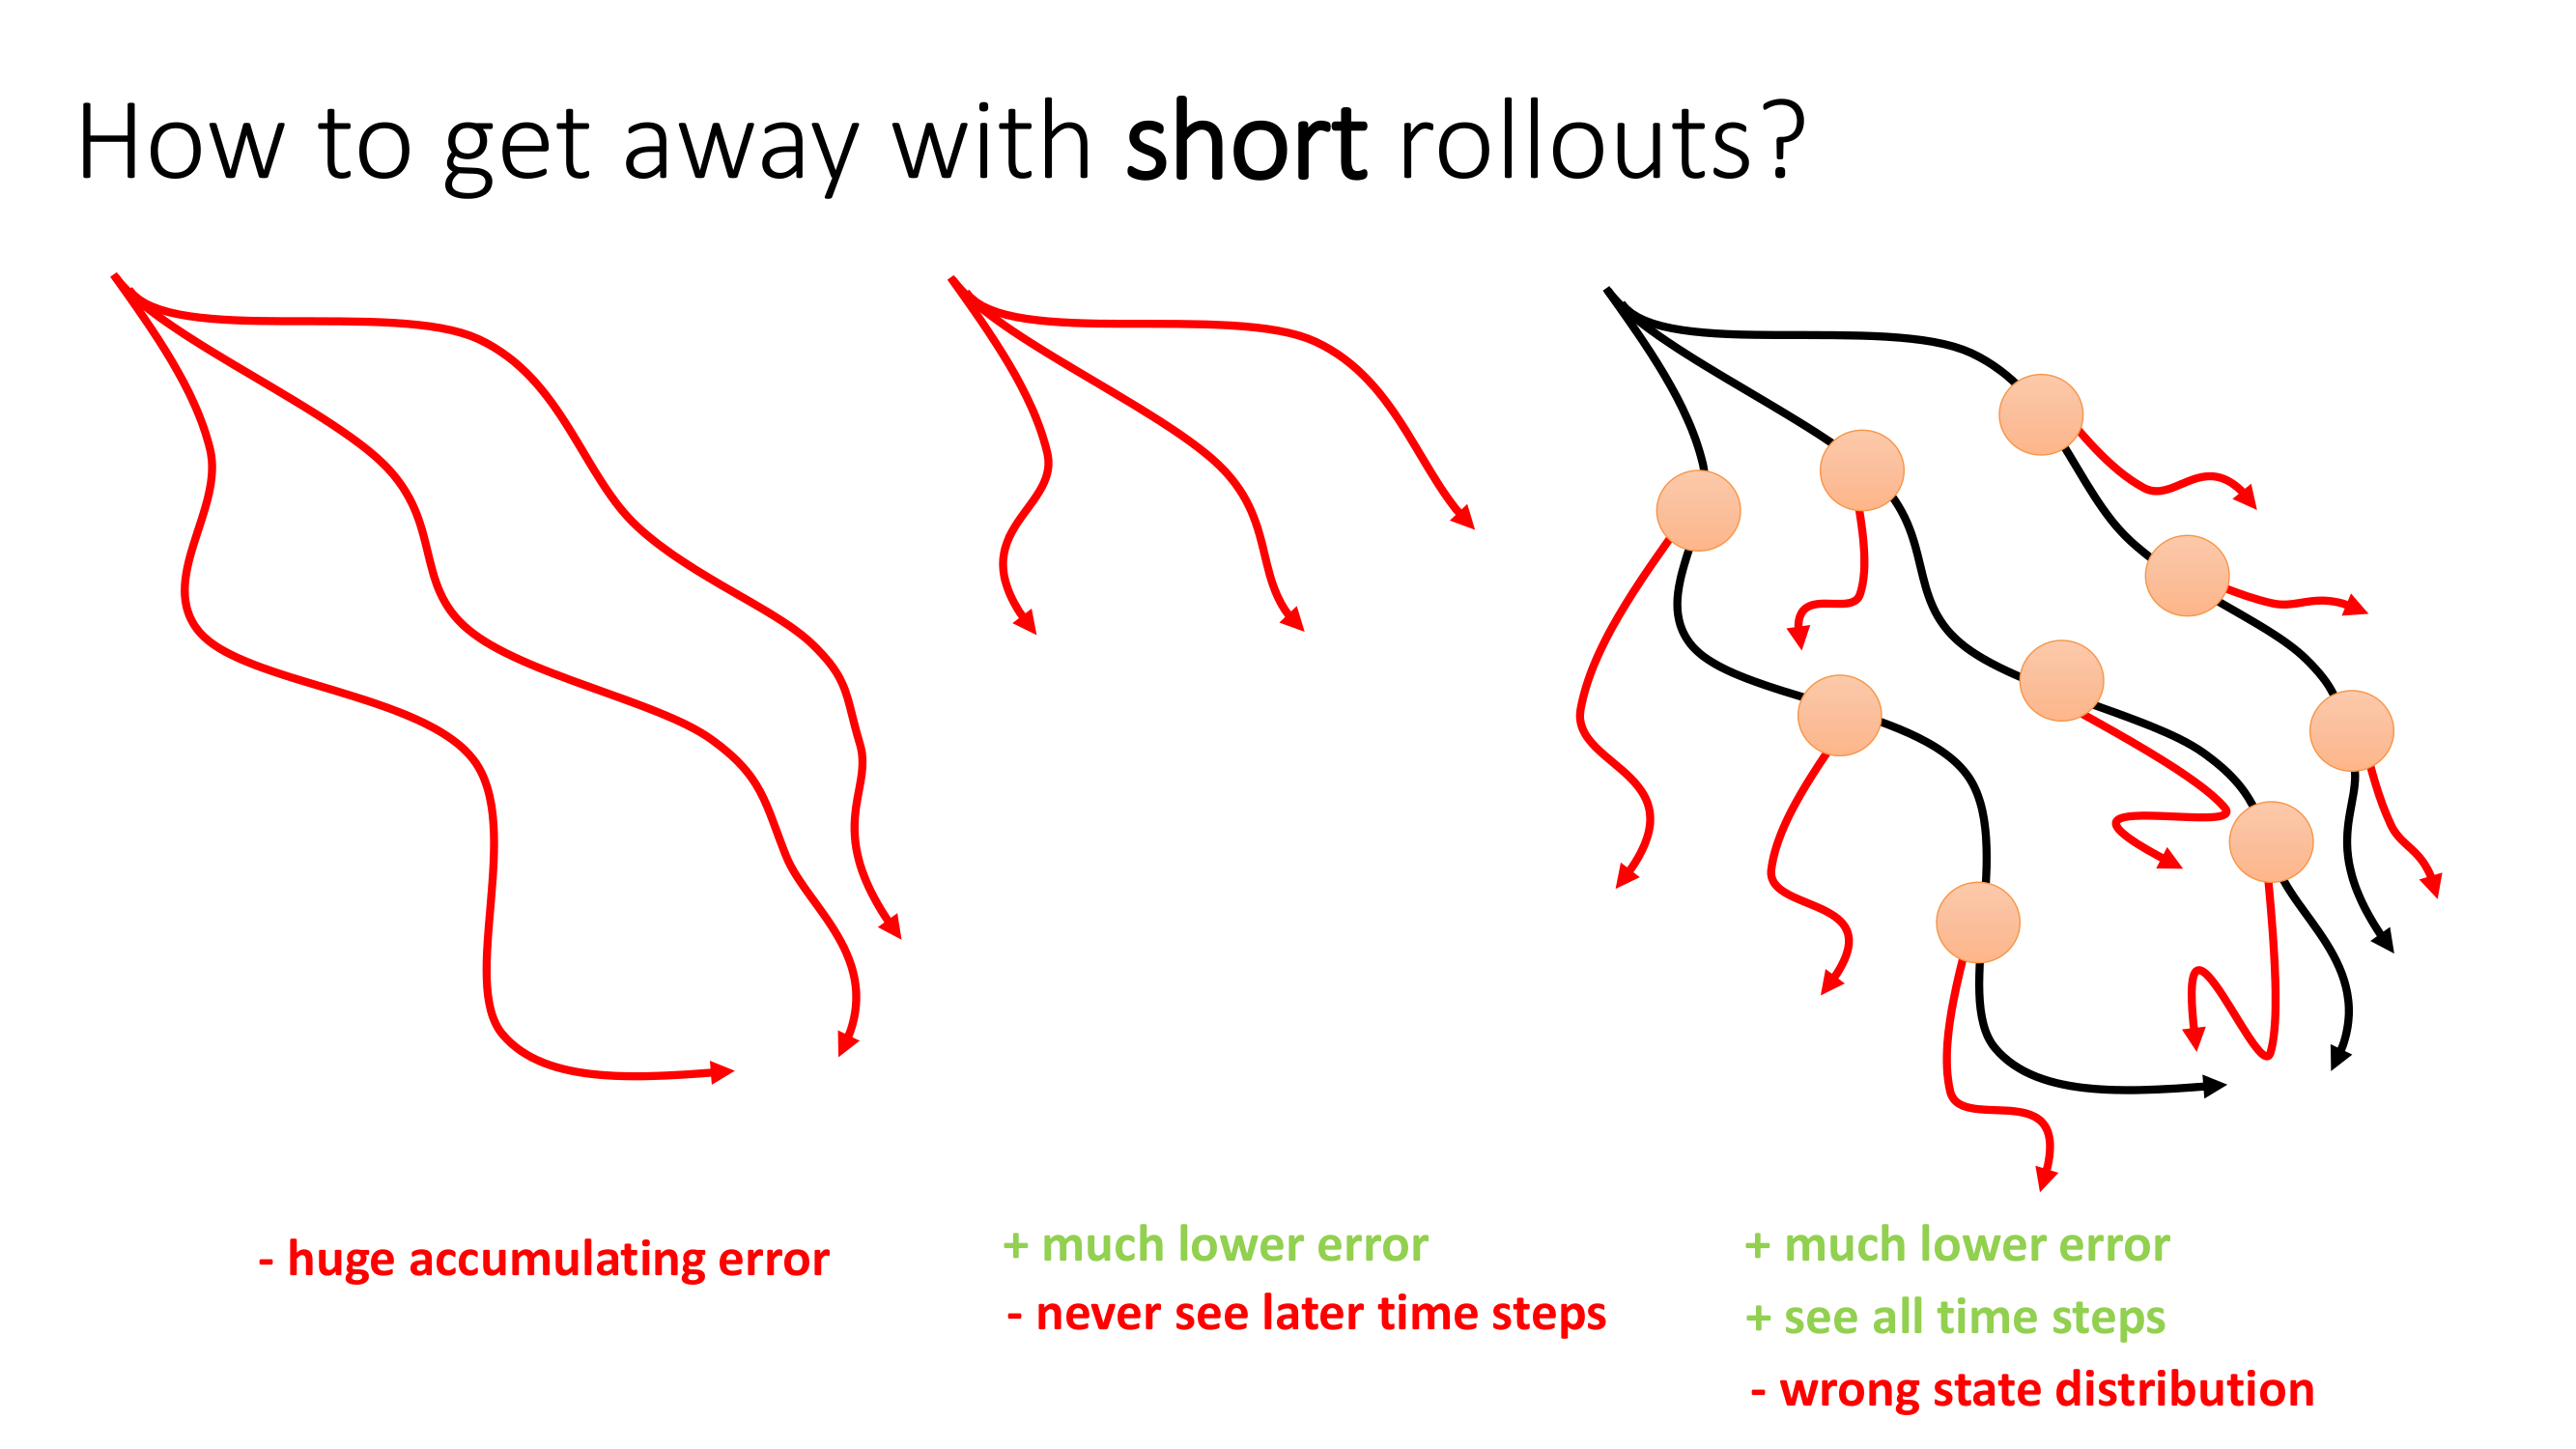 How to get away with short rollouts?
- huge accumulating error
+ much lower error
- never see later time steps
+ much lower error
+ see all time steps
- wrong state distribution